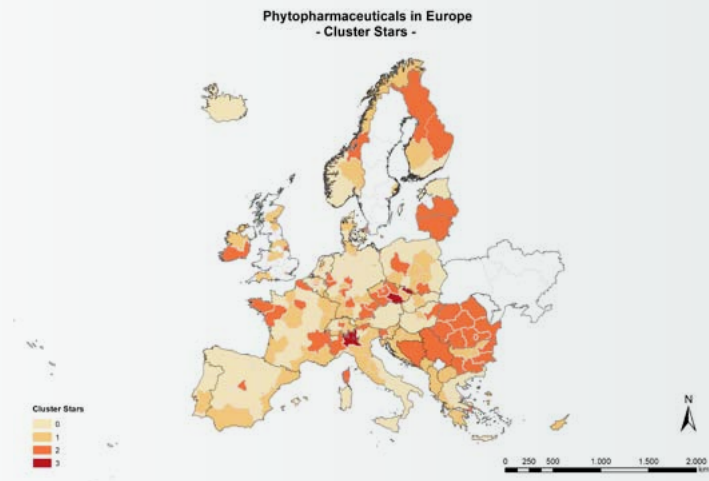 Phytopharmaceuticals in Europe
- Cluster Stars -
Cluster Stars
0
1
2
3
N
0 250 500 1.000 1.500 2.000
km